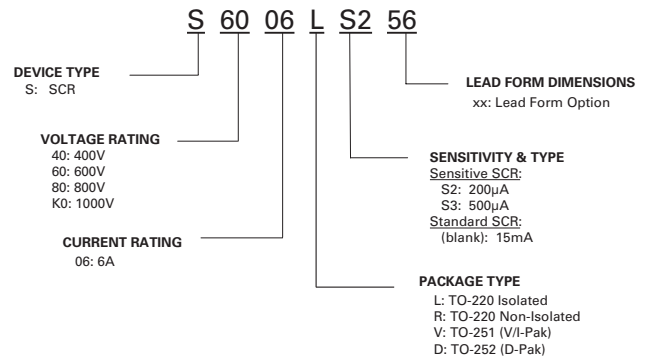 S 60 06 L S2 56
DEVICE TYPE
S: SCR
VOLTAGE RATING
40: 400V
60: 600V
80: 800V
K0: 1000V
CURRENT RATING
06: 6A
LEAD FORM DIMENSIONS
xx: Lead Form Option
SENSITIVITY & TYPE
Sensitive SCR:
S2: 200µA
S3: 500µA
Standard SCR:
(blank): 15mA
PACKAGE TYPE
L: TO-220 Isolated
R: TO-220 Non-Isolated
V: TO-251 (V/I-Pak)
D: TO-252 (D-Pak)